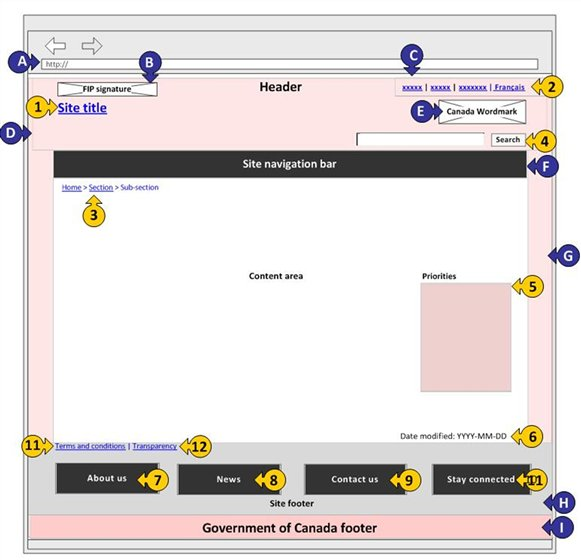 A
http://
B
C
FIP signature
Header
xxxxx | xxxxx | xxxxxxx | Français
2
1
Site title
E
Canada Wordmark
D
Search
4
Site navigation bar
F
Home > Section > Sub-section
3
G
Content area
Priorities
5
Date modified: YYYY-MM-DD
6
11
Terms and conditions | Transparency
12
About us
7
News
8
Contact us
9
Stay connected
11
Site footer
H
Government of Canada footer
I